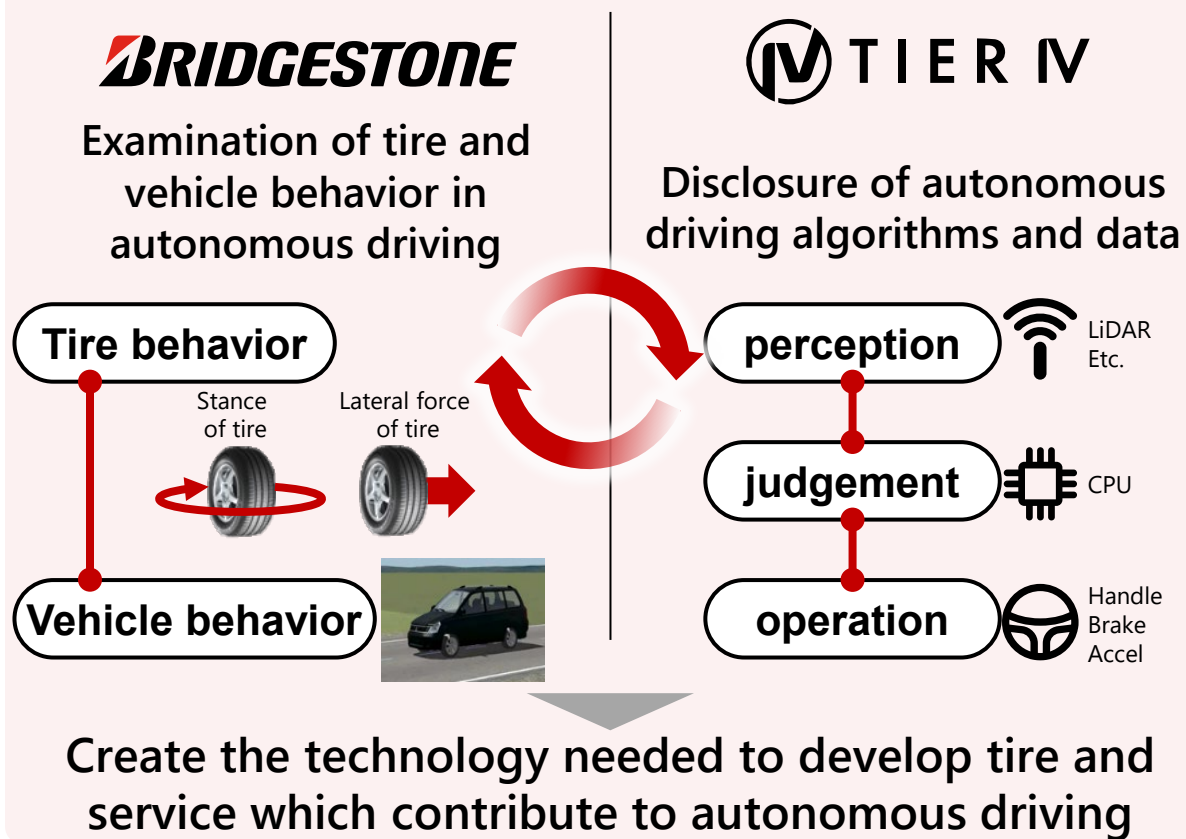 BRIDGESTONE
Examination of tire and
vehicle behavior in
autonomous driving
Tire behavior
Stance
of tire
Lateral force
of tire
Vehicle behavior
TIER IV
Disclosure of autonomous
driving algorithms and data
perception
LiDAR
Etc.
judgement
CPU
operation
Handle
Brake
Accel
Create the technology needed to develop tire and
service which contribute to autonomous driving